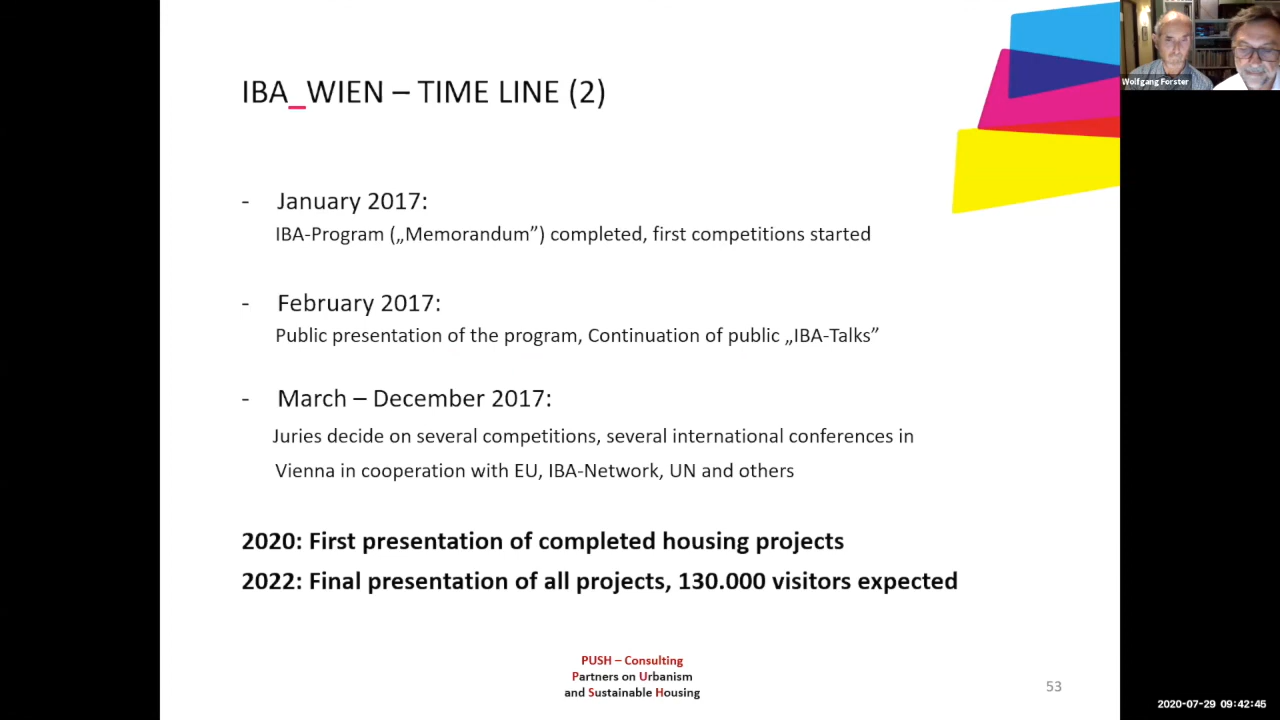 IBA_WIEN – TIME LINE (2)
Wolfgang Forster
- January 2017:
IBA-Program („Memorandum”) completed, first competitions started
- February 2017:
Public presentation of the program, Continuation of public „IBA-Talks”
- March – December 2017:
Juries decide on several competitions, several international conferences in
Vienna in cooperation with EU, IBA-Network, UN and others
2020: First presentation of completed housing projects
2022: Final presentation of all projects, 130.000 visitors expected
PUSH – Consulting
Partners on Urbanism
and Sustainable Housing
53
2020-07-29 09:42:45